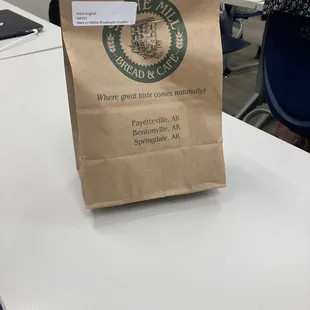 MILL
BREAD & CAFE
Where great taste comes naturally!
Fayetteville, AR
Bentonville, AR
Springdale, AR